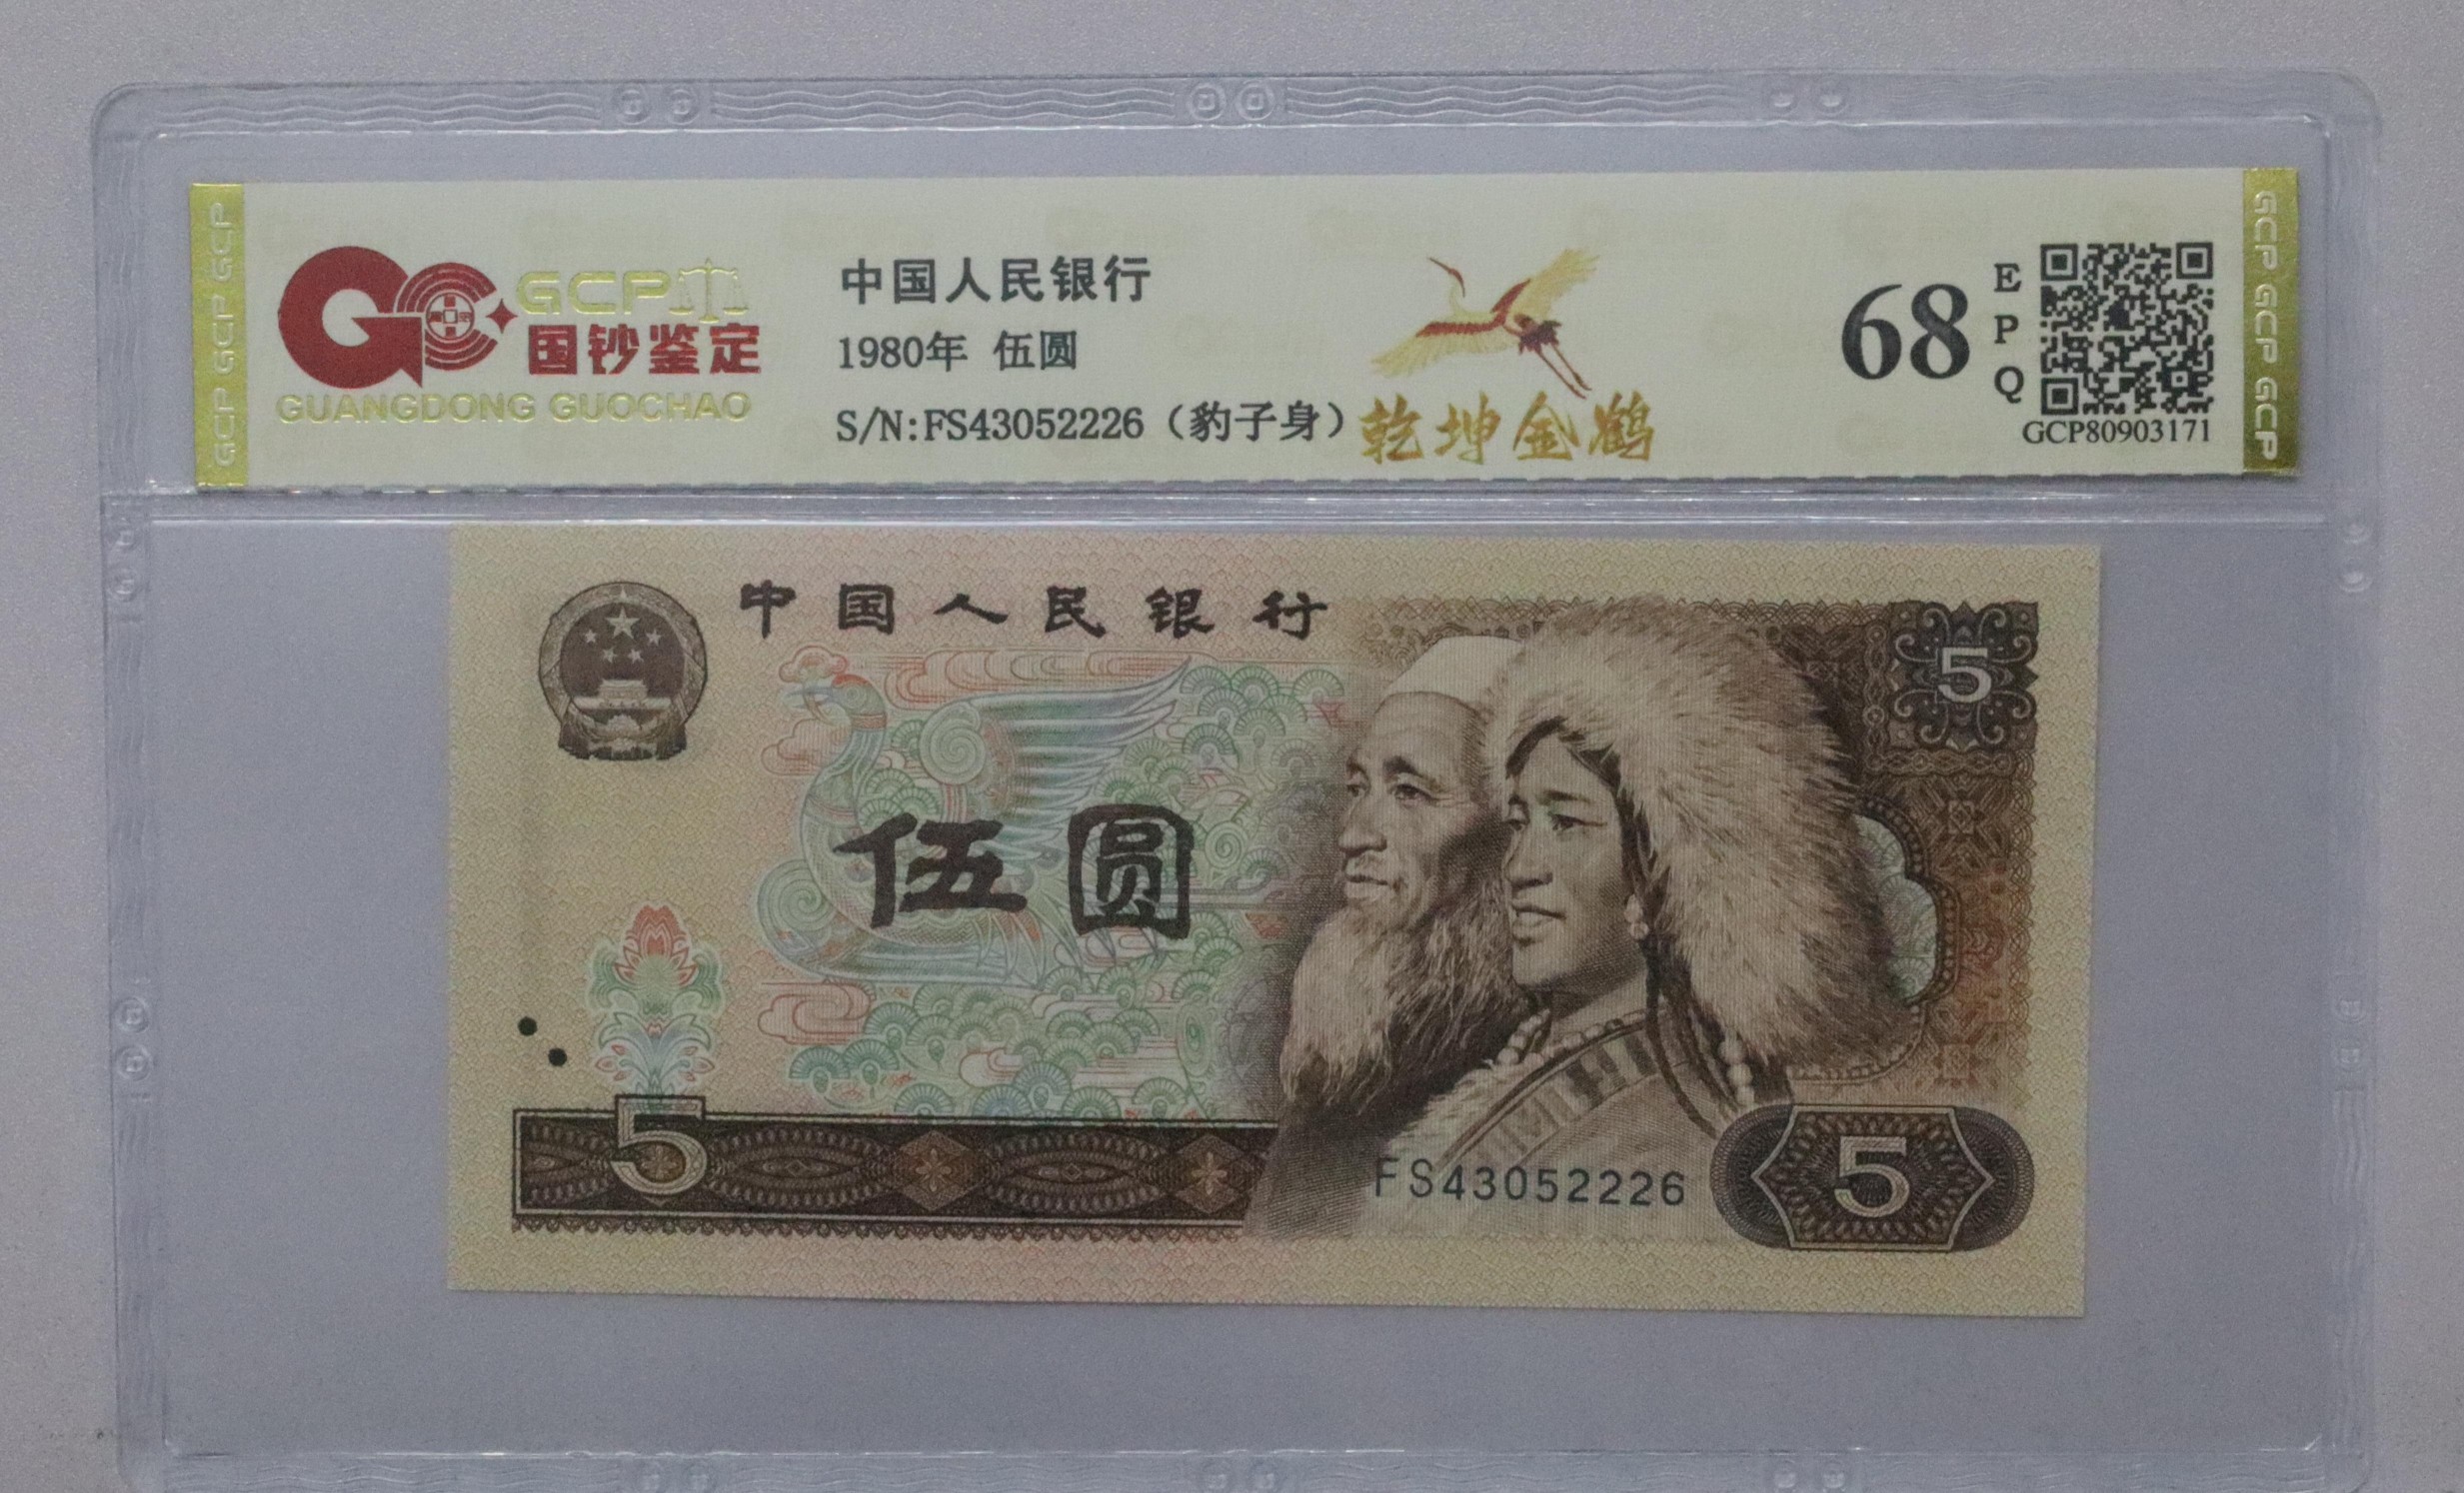 GCP GCP GCP
GCP
国钞鉴定
GUANGDONG GUOCHAO
中国人民银行
1980年 伍圆
S/N:FS43052226（豹子身）
乾坤金鹤
68
E
P
Q
GCP80903171
GCP GCP GCP
中国人民银行
5
伍圆
5
FS43052226
5